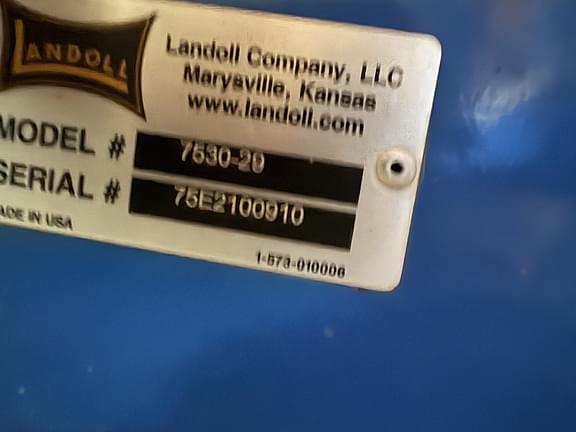 LANDOLL
Landoll Company, LLC
Marysville, Kansas
www.landoll.com
MODEL # 7530-20
SERIAL # 75E2100910
ADE IN USA
1-573-010006